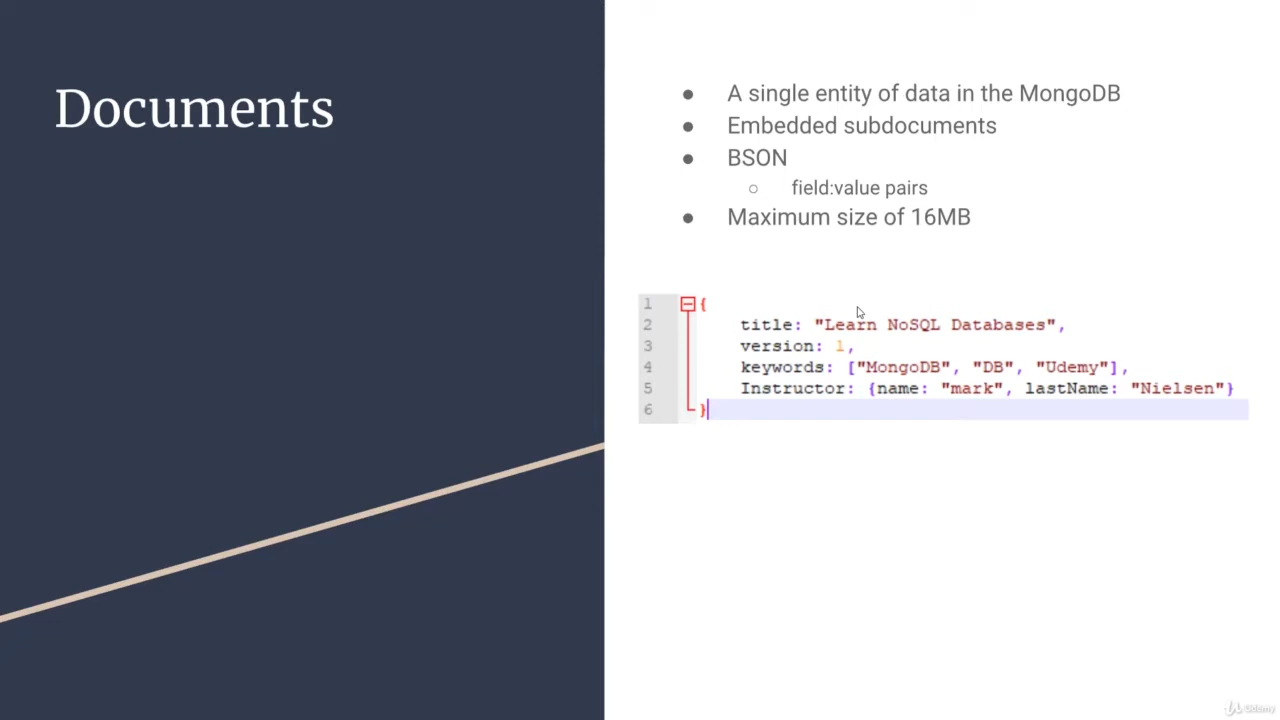 Documents
● A single entity of data in the MongoDB
● Embedded subdocuments
● BSON
○ field:value pairs
● Maximum size of 16MB
1 {
2 title: "Learn NoSQL Databases",
3 version: 1,
4 keywords: ["MongoDB", "DB", "Udemy"],
5 Instructor: {name: "mark", lastName: "Nielsen"}
6 }
Udemy